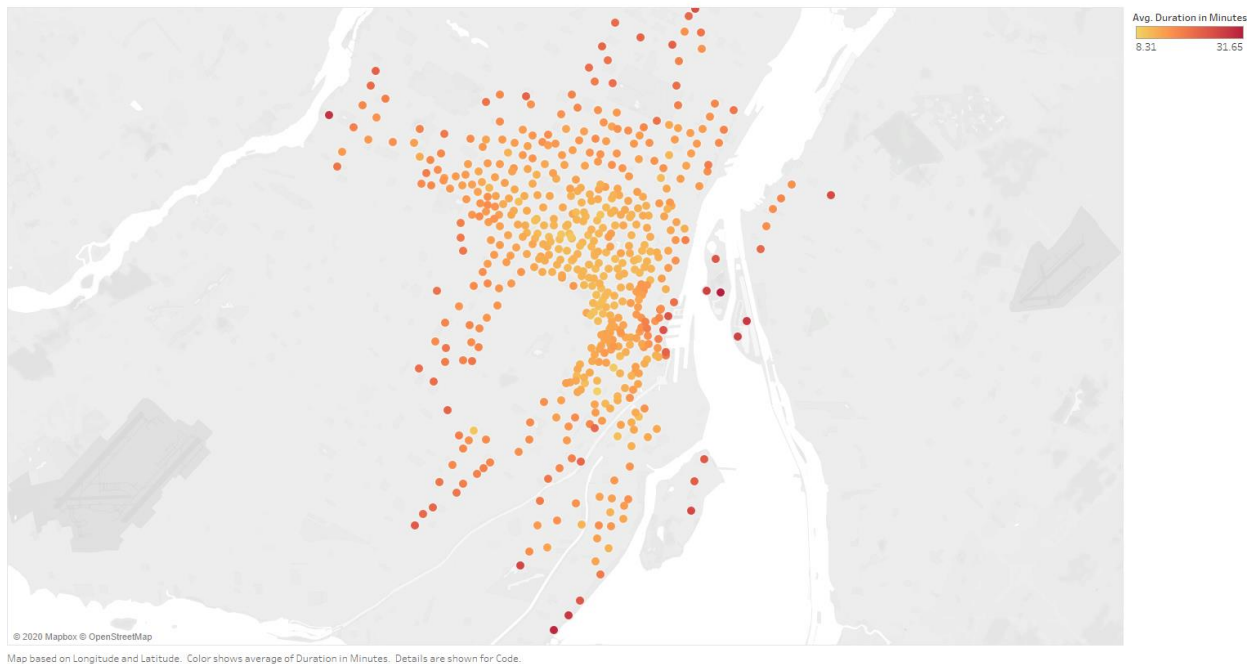 Avg. Duration in Minutes
8.31 31.65
© 2020 Mapbox © OpenStreetMap
Map based on Longitude and Latitude. Color shows average of Duration in Minutes. Details are shown for Code.